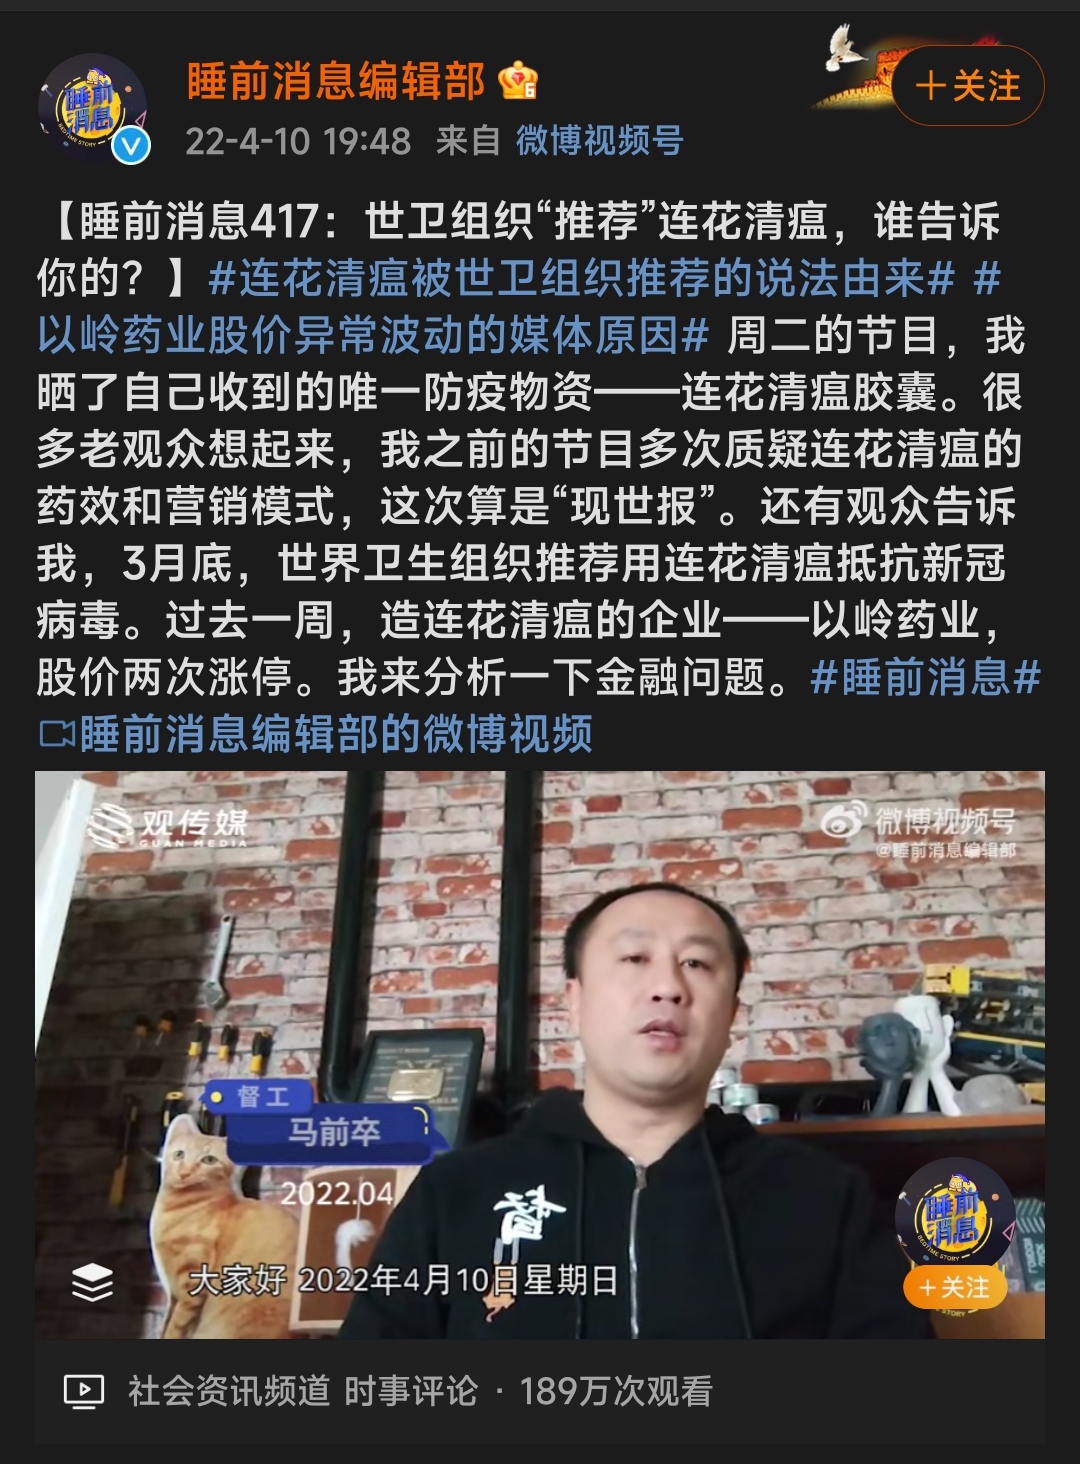 睡前消息编辑部
6
22-4-10 19:48 来自 微博视频号
+关注
【睡前消息417：世卫组织“推荐”连花清瘟，谁告诉
你的？】#连花清瘟被世卫组织推荐的说法由来# #
以岭药业股价异常波动的媒体原因# 周二的节目，我
晒了自己收到的唯一防疫物资——连花清瘟胶囊。很
多老观众想起来，我之前的节目多次质疑连花清瘟的
药效和营销模式，这次算是“现世报”。还有观众告诉
我，3月底，世界卫生组织推荐用连花清瘟抵抗新冠
病毒。过去一周，造连花清瘟的企业——以岭药业，
股价两次涨停。我来分析一下金融问题。#睡前消息#
睡前消息编辑部的微博视频
观传媒
GUAN MEDIA
微博视频号
@睡前消息编辑部
督工
马前卒
2022.04
督
睡前
消息
BEDTIME STORY
大家好 2022年4月10日星期日
+关注
社会资讯频道 时事评论 · 189万次观看